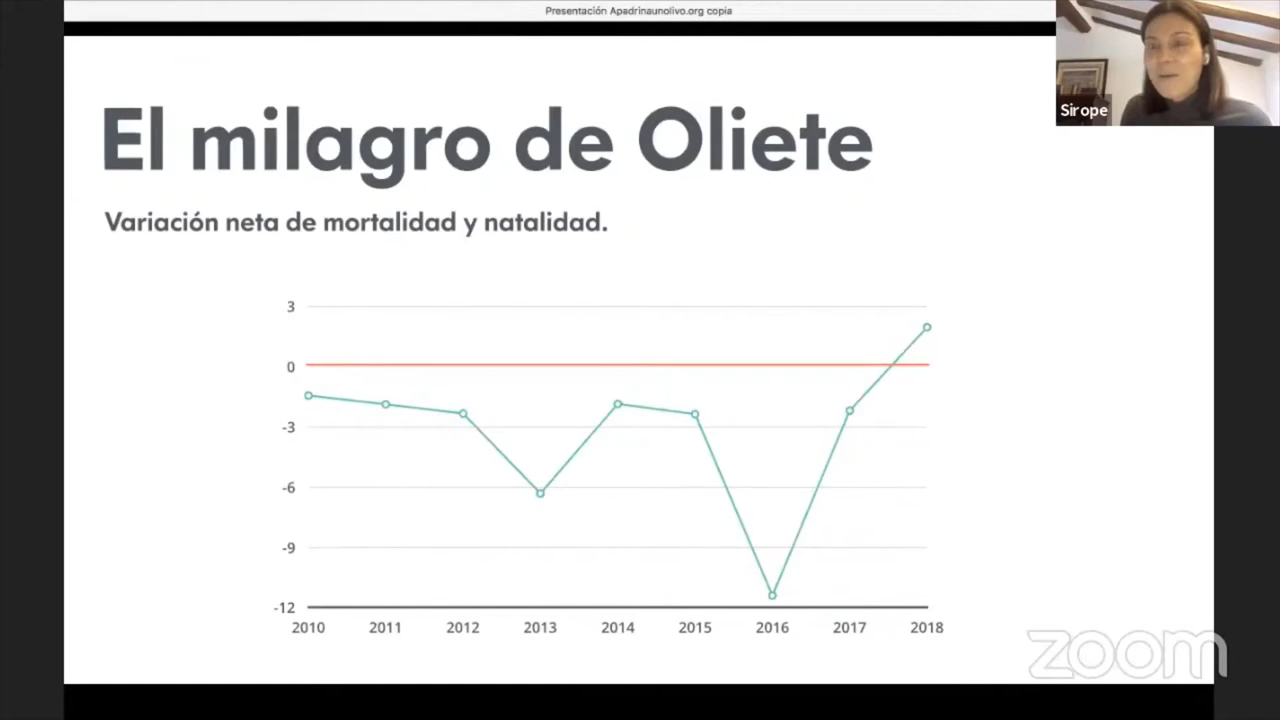 Presentación Apadrinaunolivo.org copia
Sirope
El milagro de Oliete
Variación neta de mortalidad y natalidad.
3
0
-3
-6
-9
-12
2010 2011 2012 2013 2014 2015 2016 2017 2018
zoom